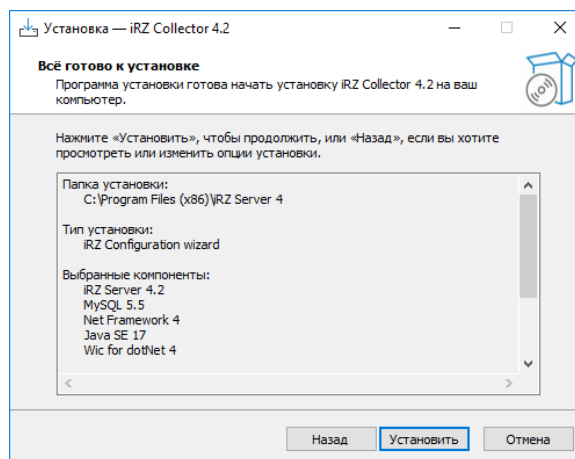 Установка — iRZ Collector 4.2
Всё готово к установке
Программа установки готова начать установку iRZ Collector 4.2 на ваш
компьютер.
Нажмите «Установить», чтобы продолжить, или «Назад», если вы хотите
просмотреть или изменить опции установки.
Папка установки:
C:\Program Files (x86)\iRZ Server 4
Тип установки:
iRZ Configuration wizard
Выбранные компоненты:
iRZ Server 4.2
MySQL 5.5
Net Framework 4
Java SE 17
Wic for dotNet 4
Назад
Установить
Отмена